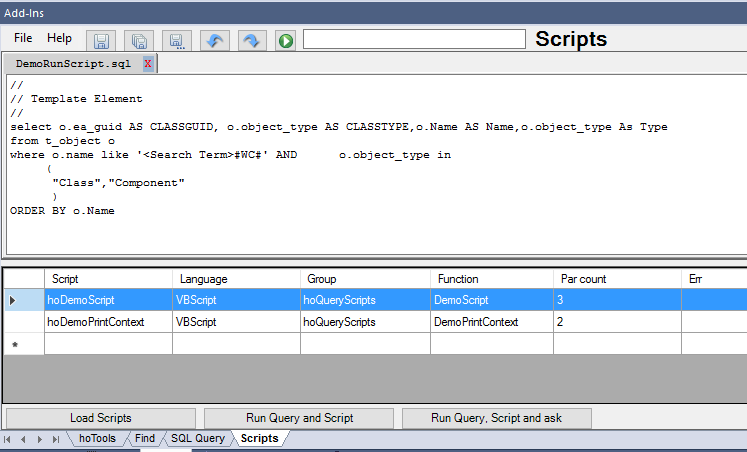 Add-Ins
File Help Scripts
DemoRunScript.sql X
//
// Template Element
//
select o.ea_guid AS CLASSGUID, o.object_type AS CLASSTYPE,o.Name AS Name,o.object_type As Type
from t_object o
where o.name like '<Search Term>#WC#' AND      o.object_type in
(
"Class","Component"
)
ORDER BY o.Name
Script Language Group Function Par count Err
hoDemoScript VBScript hoQueryScripts DemoScript 3
hoDemoPrintContext VBScript hoQueryScripts DemoPrintContext 2
*
Load Scripts Run Query and Script Run Query, Script and ask
hoTools Find SQL Query Scripts